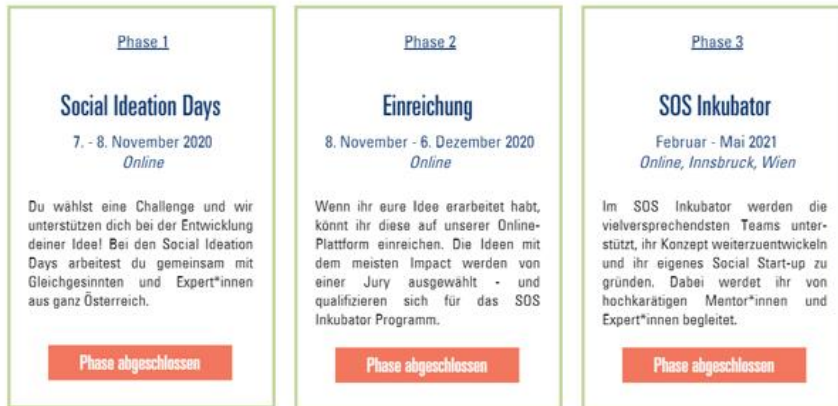 Phase 1
Social Ideation Days
7. - 8. November 2020
Online
Du wählst eine Challenge und wir
unterstützen dich bei der Entwicklung
deiner Idee! Bei den Social Ideation
Days arbeitest du gemeinsam mit
Gleichgesinnten und Expert*innen
aus ganz Österreich.
Phase abgeschlossen
Phase 2
Einreichung
8. November - 6. Dezember 2020
Online
Wenn ihr eure Idee erarbeitet habt,
könnt ihr diese auf unserer Online-
Plattform einreichen. Die Ideen mit
dem meisten Impact werden von
einer Jury ausgewählt - und
qualifizieren sich für das SOS
Inkubator Programm.
Phase abgeschlossen
Phase 3
SOS Inkubator
Februar - Mai 2021
Online, Innsbruck, Wien
Im SOS Inkubator werden die
vielversprechendsten Teams unter-
stützt, ihr Konzept weiterzuentwickeln
und ihr eigenes Social Start-up zu
gründen. Dabei werdet ihr von
hochkarätigen Mentor*innen und
Expert*innen begleitet.
Phase abgeschlossen